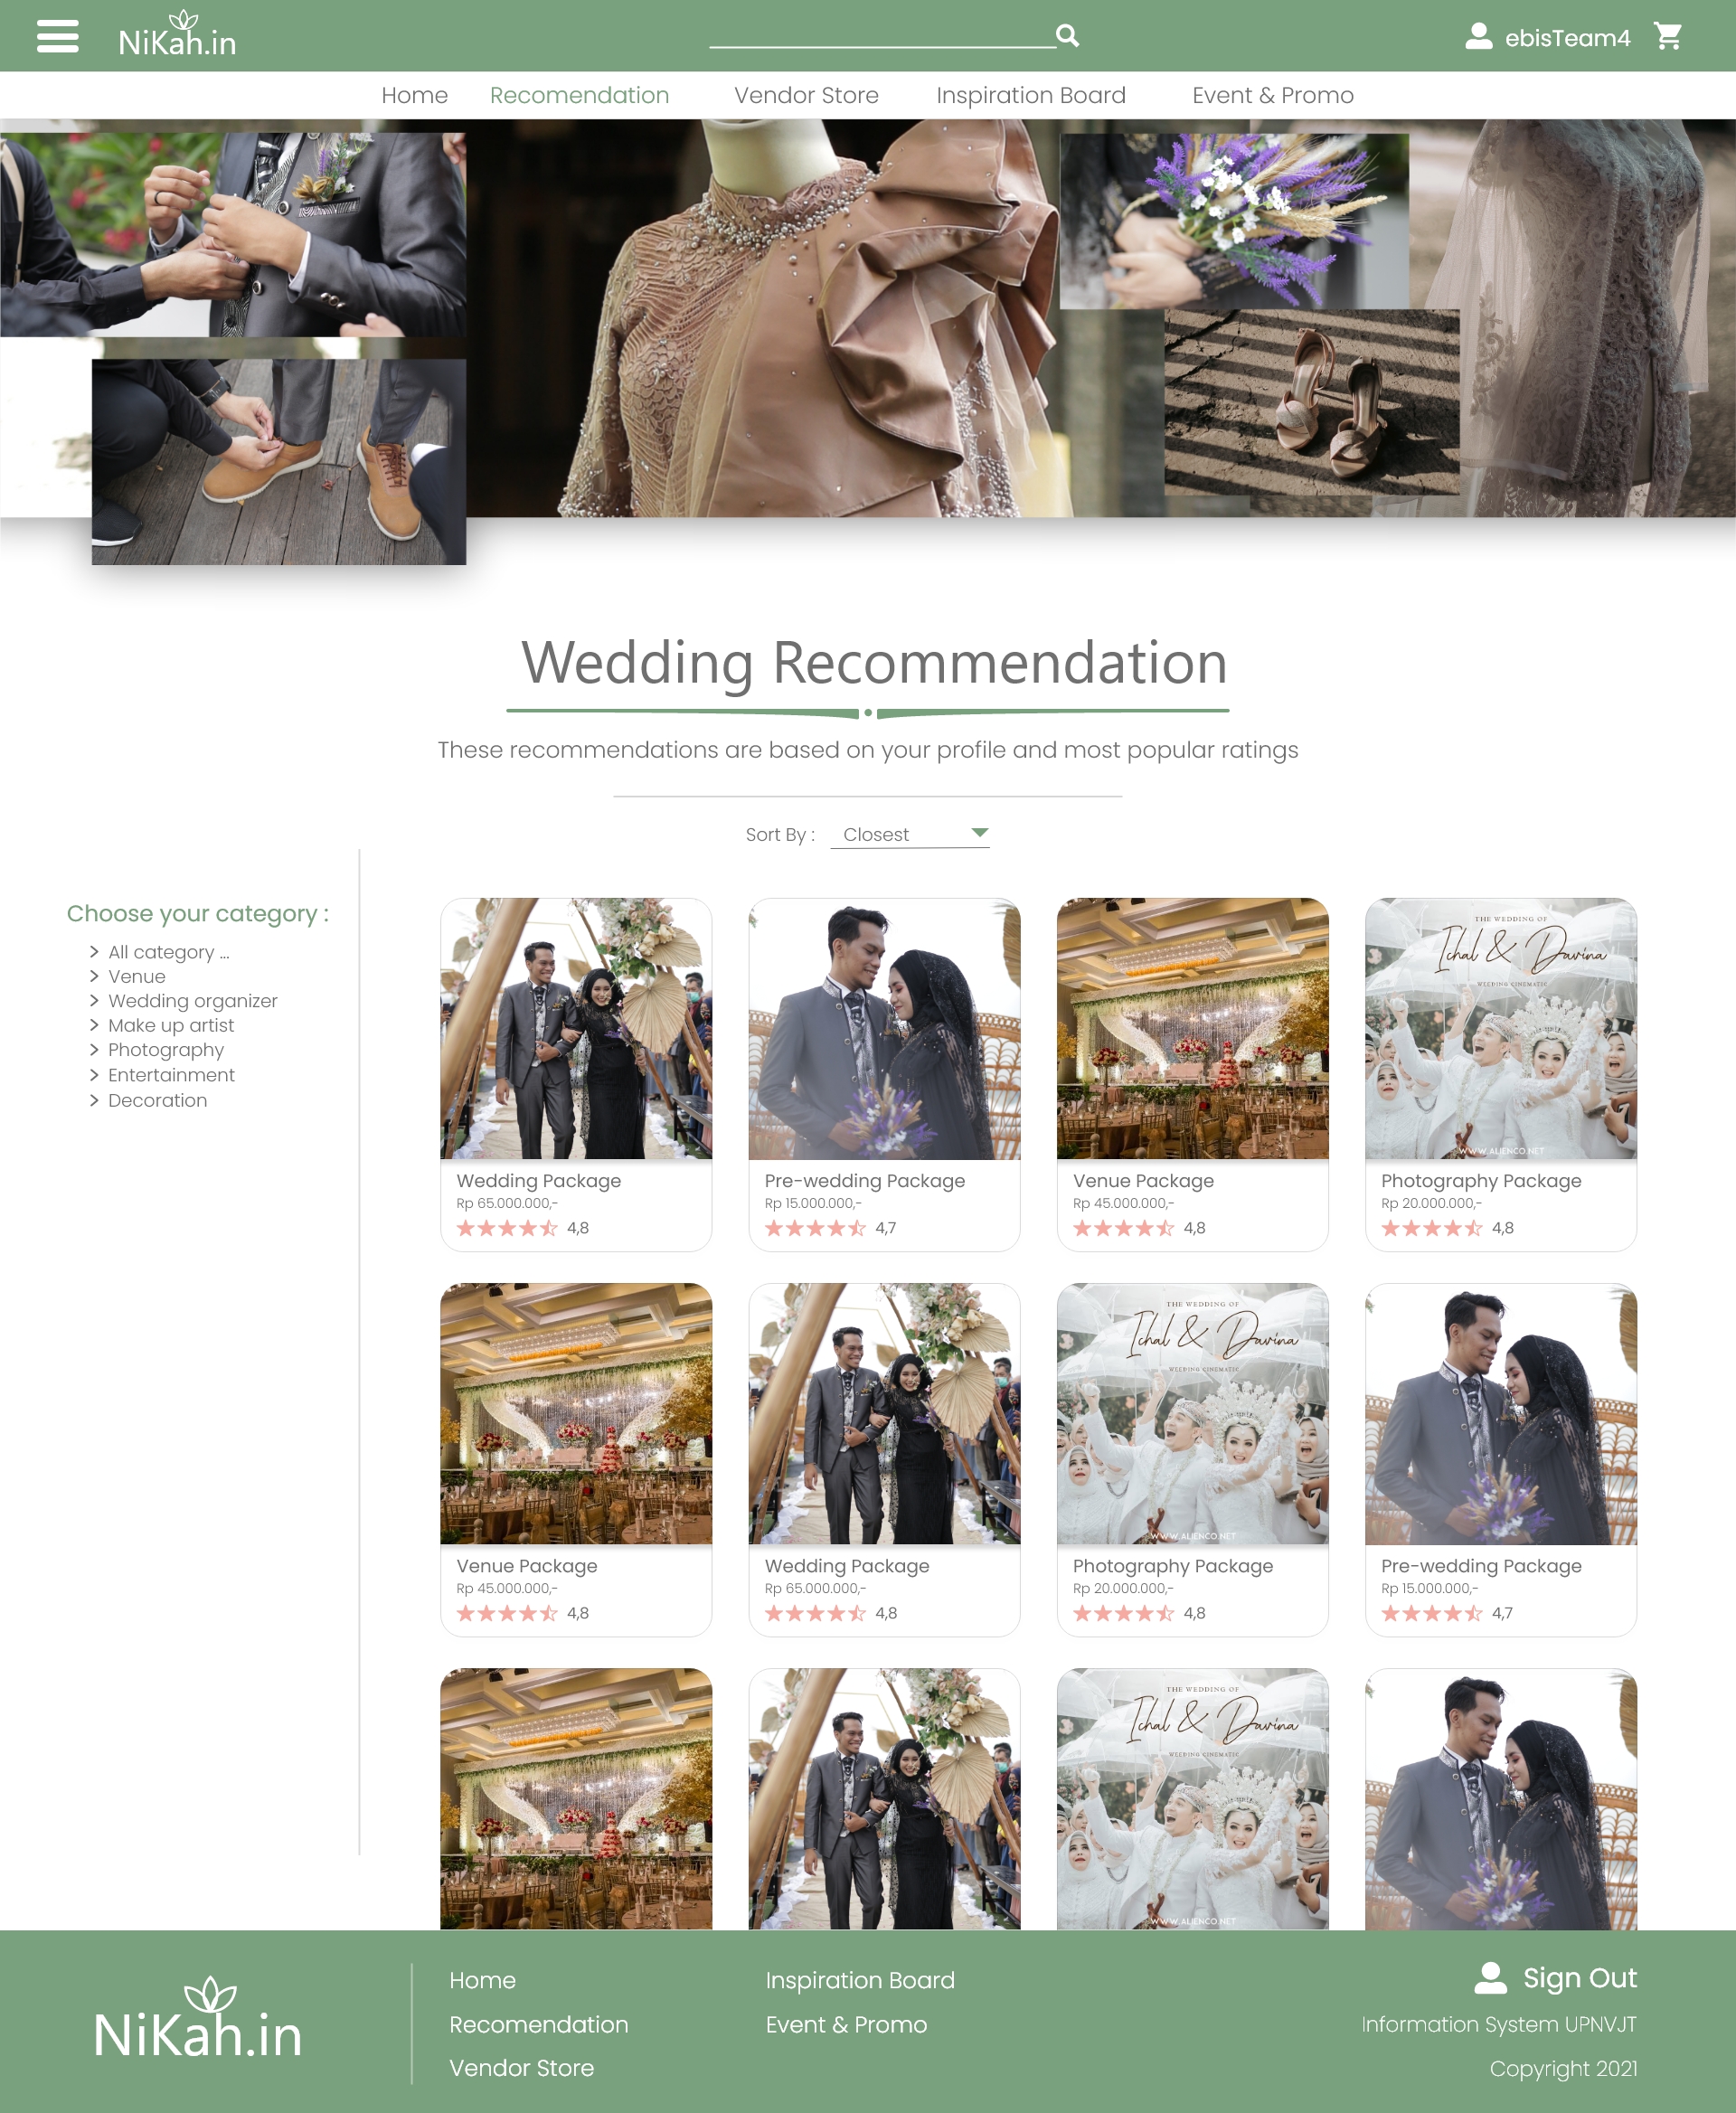 NiKah.in
ebisTeam4
Home Recomendation Vendor Store Inspiration Board Event & Promo
Wedding Recommendation
These recommendations are based on your profile and most popular ratings
Sort By : Closest
Choose your category :
All category ...
Venue
Wedding organizer
Make up artist
Photography
Entertainment
Decoration
Wedding Package
Rp 65.000.000,-
4,8
Pre-wedding Package
Rp 15.000.000,-
4,7
Venue Package
Rp 45.000.000,-
4,8
THE WEDDING OF
Ichal & Davina
WEDDING CINEMATIC
WWW.ALIENCO.NET
Photography Package
Rp 20.000.000,-
4,8
Venue Package
Rp 45.000.000,-
4,8
Wedding Package
Rp 65.000.000,-
4,8
THE WEDDING OF
Ichal & Davina
WEDDING CINEMATIC
WWW.ALIENCO.NET
Photography Package
Rp 20.000.000,-
4,8
Pre-wedding Package
Rp 15.000.000,-
4,7
THE WEDDING OF
Ichal & Davina
WEDDING CINEMATIC
WWW.ALIENCO.NET
NiKah.in
Home
Recomendation
Vendor Store
Inspiration Board
Event & Promo
Sign Out
Information System UPNVJT
Copyright 2021